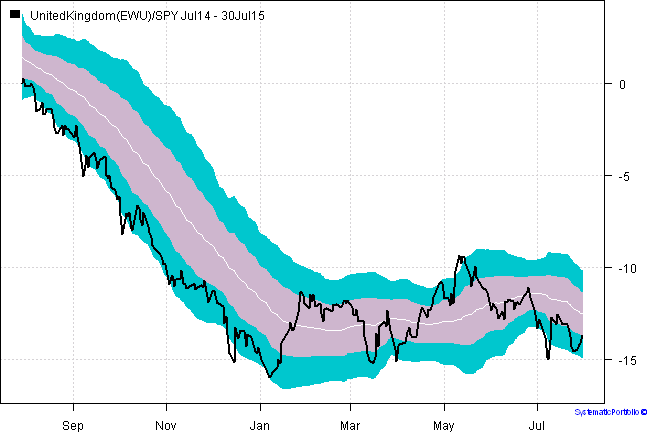 UnitedKingdom(EWU)/SPY Jul14 - 30Jul15
0
-5
-10
-15
SystematicPortfolio ©
Sep Nov Jan Mar May Jul